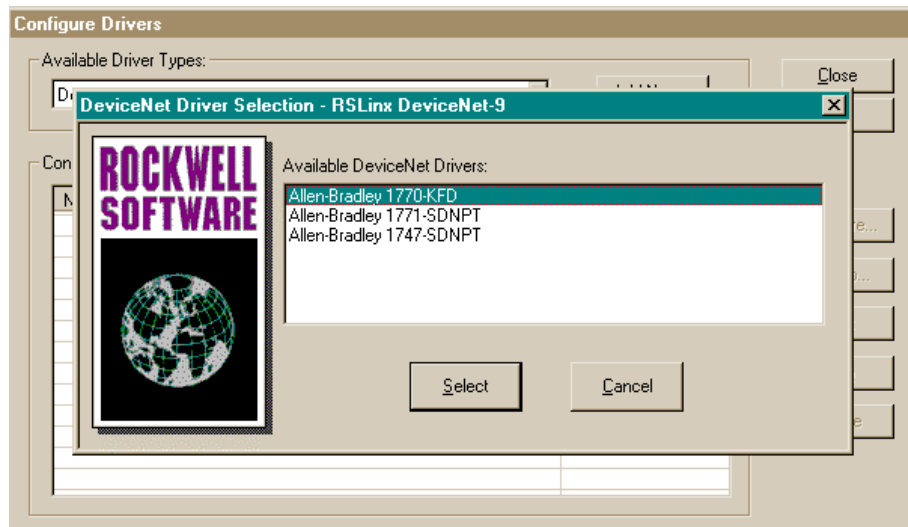 Configure Drivers
Available Driver Types:
Close
DeviceNet Driver Selection - RSLinx DeviceNet-9
ROCKWELL
SOFTWARE
Available DeviceNet Drivers:
Allen-Bradley 1770-KFD
Allen-Bradley 1771-SDNPT
Allen-Bradley 1747-SDNPT
Select
Cancel